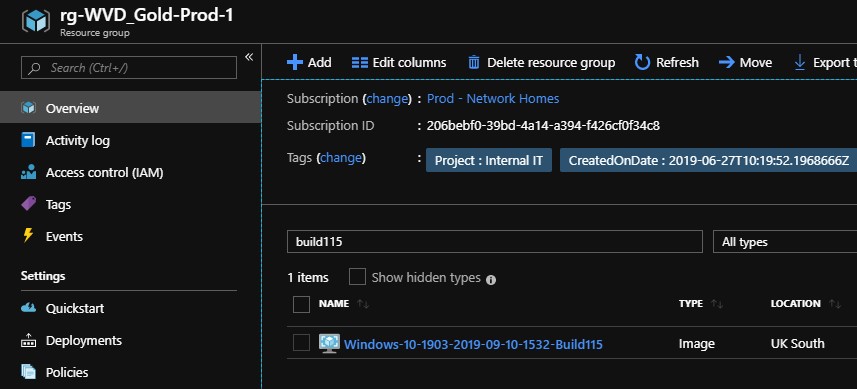 rg-WVD_Gold-Prod-1
Resource group
Search (Ctrl+/)
«
Add Edit columns Delete resource group Refresh Move Export t
Overview
Activity log
Access control (IAM)
Tags
Events
Settings
Quickstart
Deployments
Policies
Subscription (change) : Prod - Network Homes
Subscription ID : 206bebf0-39bd-4a14-a394-f426cf0f34c8
Tags (change) : Project : Internal IT CreatedOnDate : 2019-06-27T10:19:52.1968666Z
build115 All types
1 items Show hidden types
NAME TYPE LOCATION
Windows-10-1903-2019-09-10-1532-Build115 Image UK South